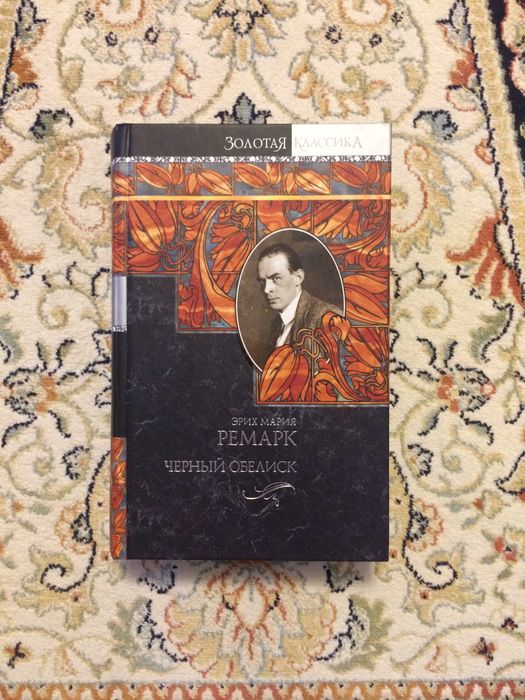 ЗОЛОТАЯ КЛАССИКА
ЭРИХ МАРИЯ
РЕМАРК
ЧЕРНЫЙ ОБЕЛИСК